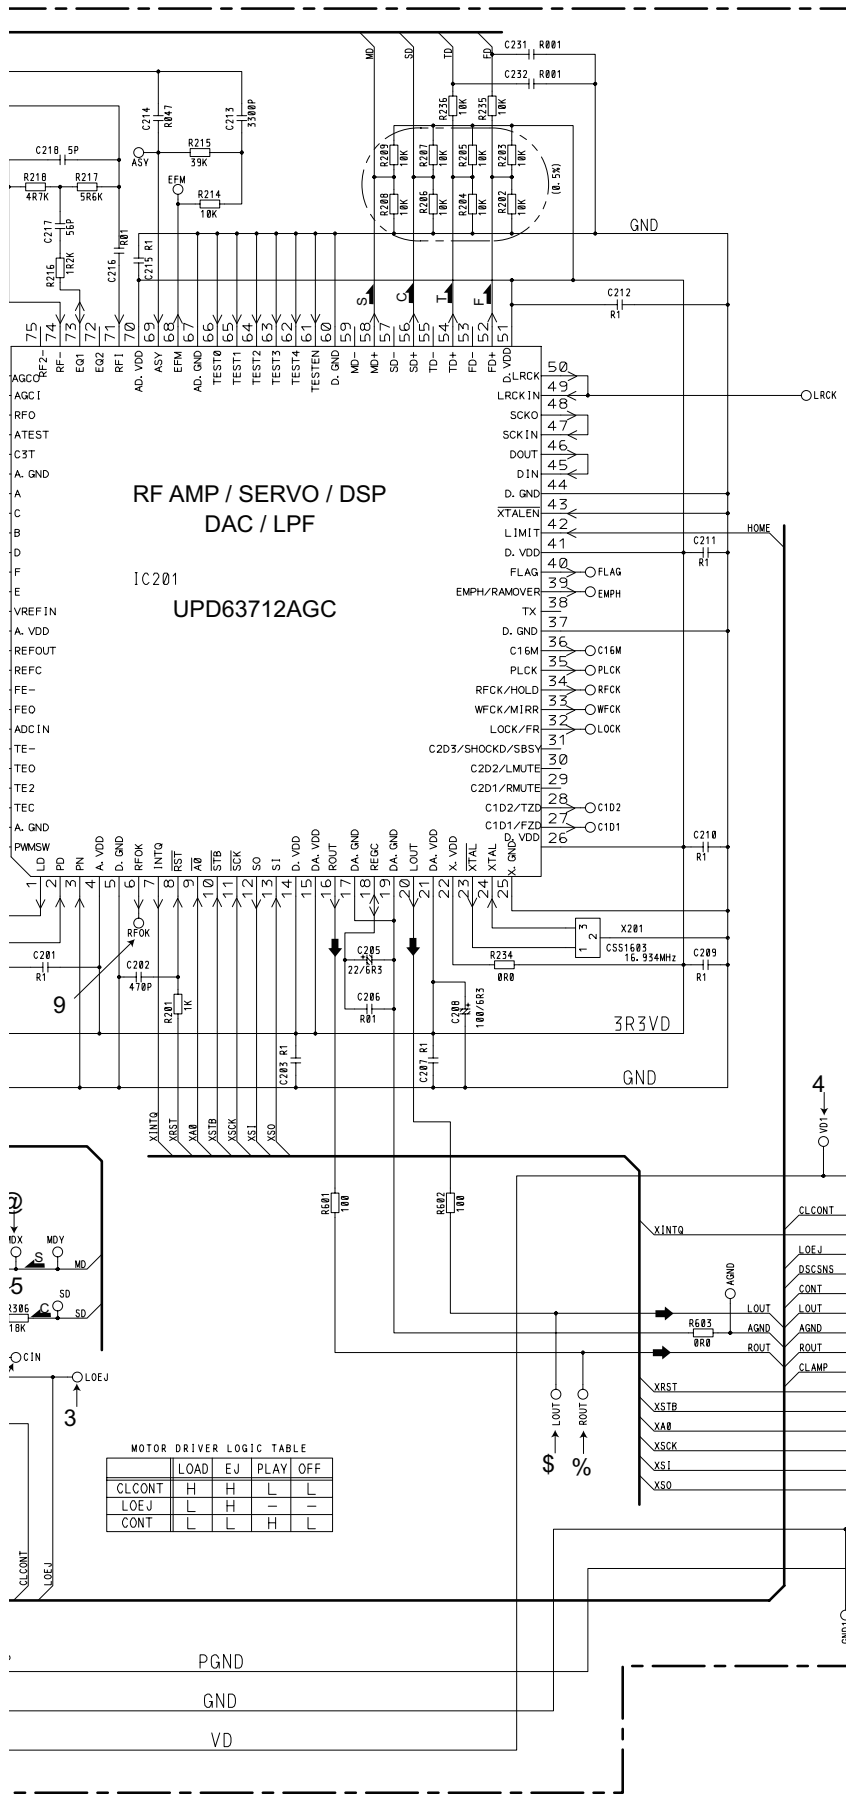 MD SD TD FD
C231 R001
C232 R001
R236 10K R235 10K
C214 R047
C213 3300P
R215 39K
ASY
EFM
R214 10K
C218 5P
R218 4R7K
R217 5R6K
C217 56P
R216 1R2K
C216 R01
C215 R1
R209 10K R207 10K R205 10K R203 10K
R208 10K R206 10K R204 10K R202 10K
(0.5%)
GND
S C T F
C212 R1
75 74 73 72 71 70 69 68 67 66 65 64 63 62 61 60 59 58 57 56 55 54 53 52 51
RF2- RF- EQ1 EQ2 RFI AD.VDD ASY EFM AD.GND TEST0 TEST1 TEST2 TEST3 TEST4 TESTEN D.GND MD- MD+ SD- SD+ TD- TD+ FD- FD+ D.VDD
AGCO
AGCI
RFO
ATEST
C3T
A.GND
A
C
B
D
F
E
VREFIN
A.VDD
REFOUT
REFC
FE-
FEO
ADCIN
TE-
TEO
TE2
TEC
A.GND
PWMSW
RF AMP / SERVO / DSP
DAC / LPF
IC201
UPD63712AGC
LRCK 50
LRCKIN 49 LRCK
SCKO 48
SCKIN 47
DOUT 46
DIN 45
D.GND 44
XTALEN 43
LIMIT 42 HOME
D.VDD 41 C211 R1
FLAG 40 FLAG
EMPH/RAMOVER 39 EMPH
TX 38
D.GND 37
C16M 36 C16M
PLCK 35 PLCK
RFCK/HOLD 34 RFCK
WFCK/MIRR 33 WFCK
LOCK/FR 32 LOCK
C2D3/SHOCKD/SBSY 31
C2D2/LMUTE 30
C2D1/RMUTE 29
C1D2/TZD 28 C1D2
C1D1/FZD 27 C1D1
D.VDD 26 C210 R1
LD PD PN A.VDD D.GND RFOK INTQ RST A0 STB SCK SO SI D.VDD DA.VDD ROUT DA.GND REGC DA.GND LOUT DA.VDD X.VDD XTAL XTAL X.GND
1 2 3 4 5 6 7 8 9 10 11 12 13 14 15 16 17 18 19 20 21 22 23 24 25
RFOK
9
C201 R1
C202 470P
R201 1K
C205 22/6R3
C206 R01
C208 100/6R3
R234 0R0
3
1 2
X201
CSS1603
16.934MHz
C209 R1
3R3VD
C203 R1
C207 R1
GND
XINTQ XRST XA0 XSTB XSCK XSI XSO
4
VD1
R601 100
R602 100
@
MDX MDY
S MD
5
R306 18K
C SD SD
CIN
LOEJ
3
XINTQ
CLCONT
LOEJ
DSCSNS
CONT
AGND
LOUT LOUT
R603 0R0
AGND AGND
ROUT ROUT
CLAMP
XRST
XSTB
XA0
XSCK
XSI
XSO
LOUT ROUT
$ %
MOTOR DRIVER LOGIC TABLE
LOAD EJ PLAY OFF
CLCONT H H L L
LOEJ L H - -
CONT L L H L
CLCONT LOEJ
GND1
PGND
GND
VD